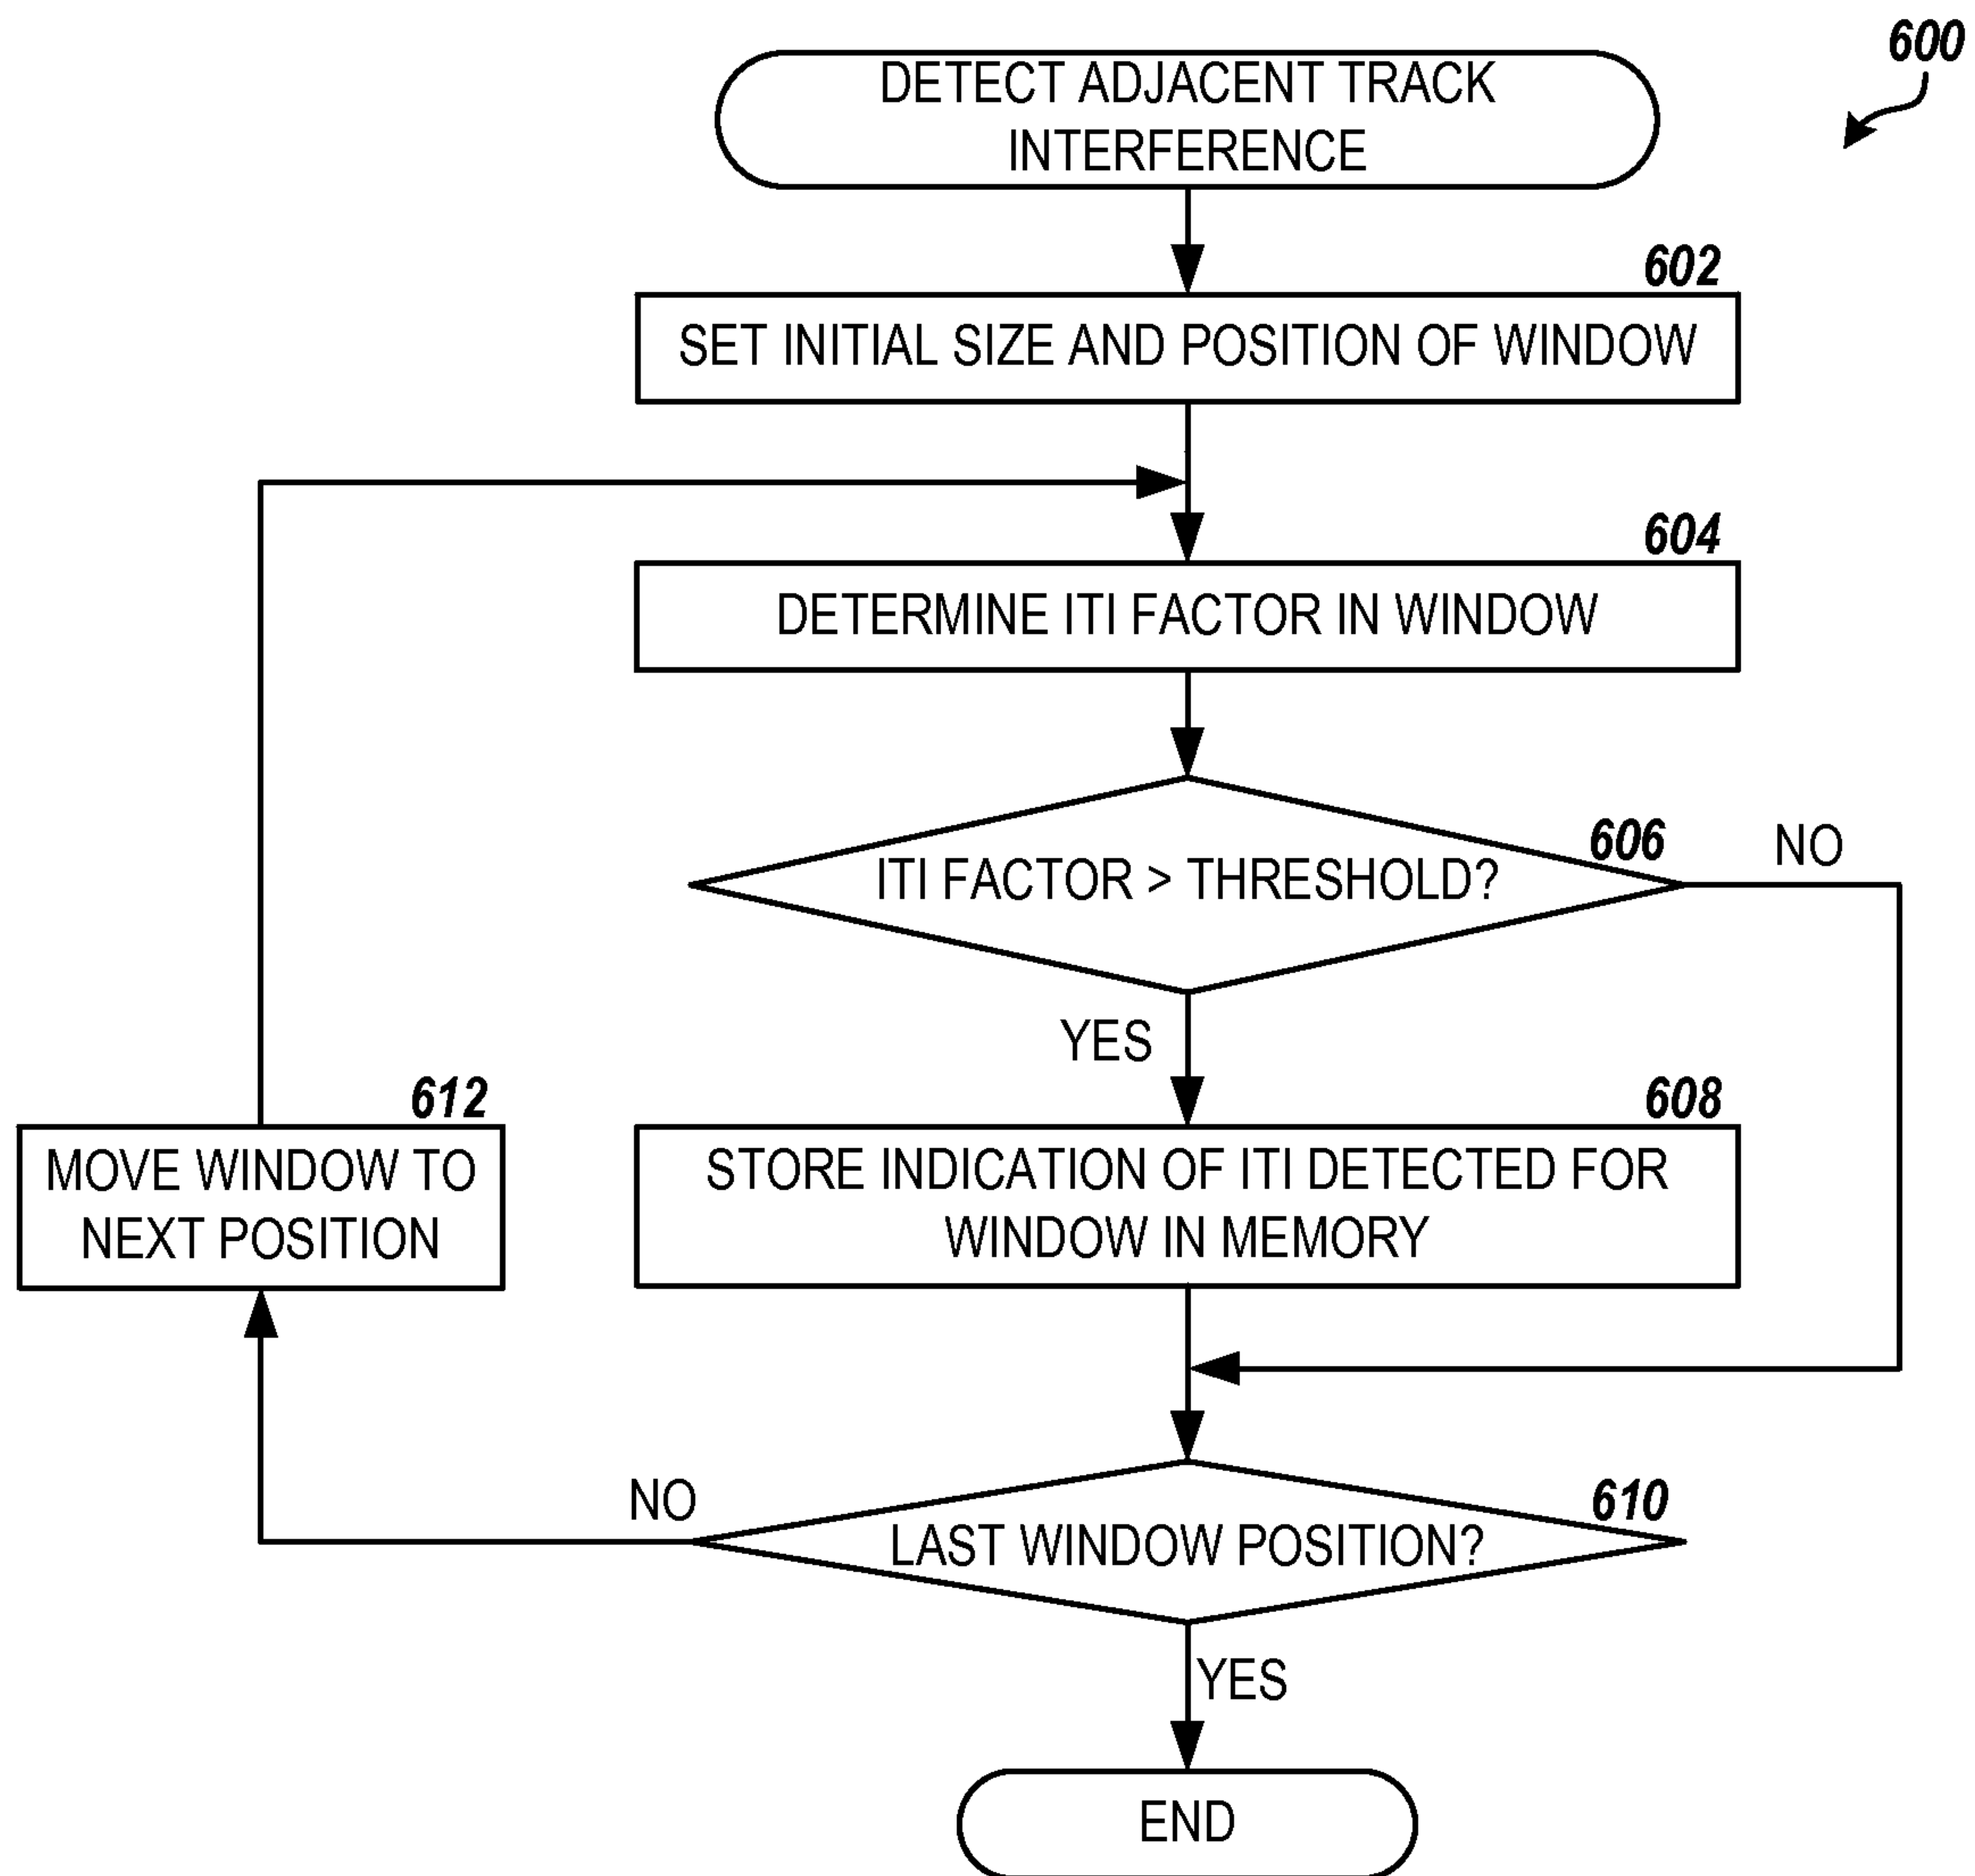 600
DETECT ADJACENT TRACK
INTERFERENCE
602
SET INITIAL SIZE AND POSITION OF WINDOW
604
DETERMINE ITI FACTOR IN WINDOW
606
NO
ITI FACTOR > THRESHOLD?
YES
612
MOVE WINDOW TO
NEXT POSITION
608
STORE INDICATION OF ITI DETECTED FOR
WINDOW IN MEMORY
NO
610
LAST WINDOW POSITION?
YES
END